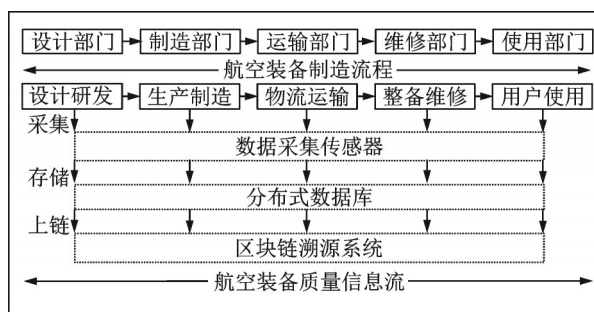 设计部门 制造部门 运输部门 维修部门 使用部门
航空装备制造流程
设计研发 生产制造 物流运输 整备维修 用户使用
采集
数据采集传感器
存储
分布式数据库
上链
区块链溯源系统
航空装备质量信息流